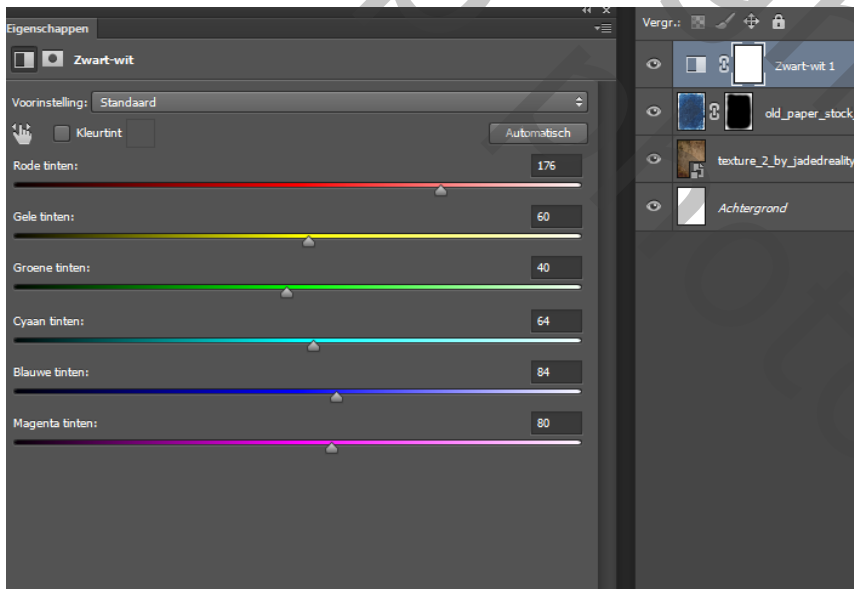 Eigenschappen
Zwart-wit
Voorinstelling: Standaard
Kleurtint
Automatisch
Rode tinten: 176
Gele tinten: 60
Groene tinten: 40
Cyaan tinten: 64
Blauwe tinten: 84
Magenta tinten: 80
Vergr.:
Zwart-wit 1
old_paper_stock_
texture_2_by_jadedreality
Achtergrond